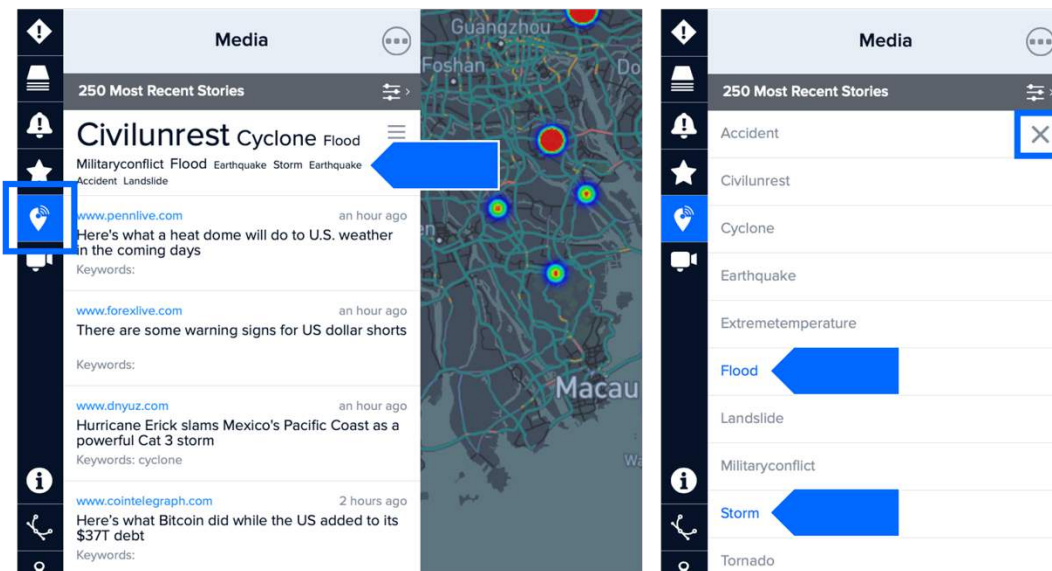 Media
250 Most Recent Stories
Civilunrest Cyclone Flood
Militaryconflict Flood Earthquake Storm Earthquake
Accident Landslide
www.pennlive.com an hour ago
Here's what a heat dome will do to U.S. weather
in the coming days
Keywords:
www.forexlive.com an hour ago
There are some warning signs for US dollar shorts
Keywords:
www.dnyuz.com an hour ago
Hurricane Erick slams Mexico's Pacific Coast as a
powerful Cat 3 storm
Keywords: cyclone
www.cointelegraph.com 2 hours ago
Here's what Bitcoin did while the US added to its
$37T debt
Keywords:
Guangzhou
Foshan
Do
en
Macau
Wa
Media
250 Most Recent Stories
Accident
Civilunrest
Cyclone
Earthquake
Extremetemperature
Flood
Landslide
Militaryconflict
Storm
Tornado